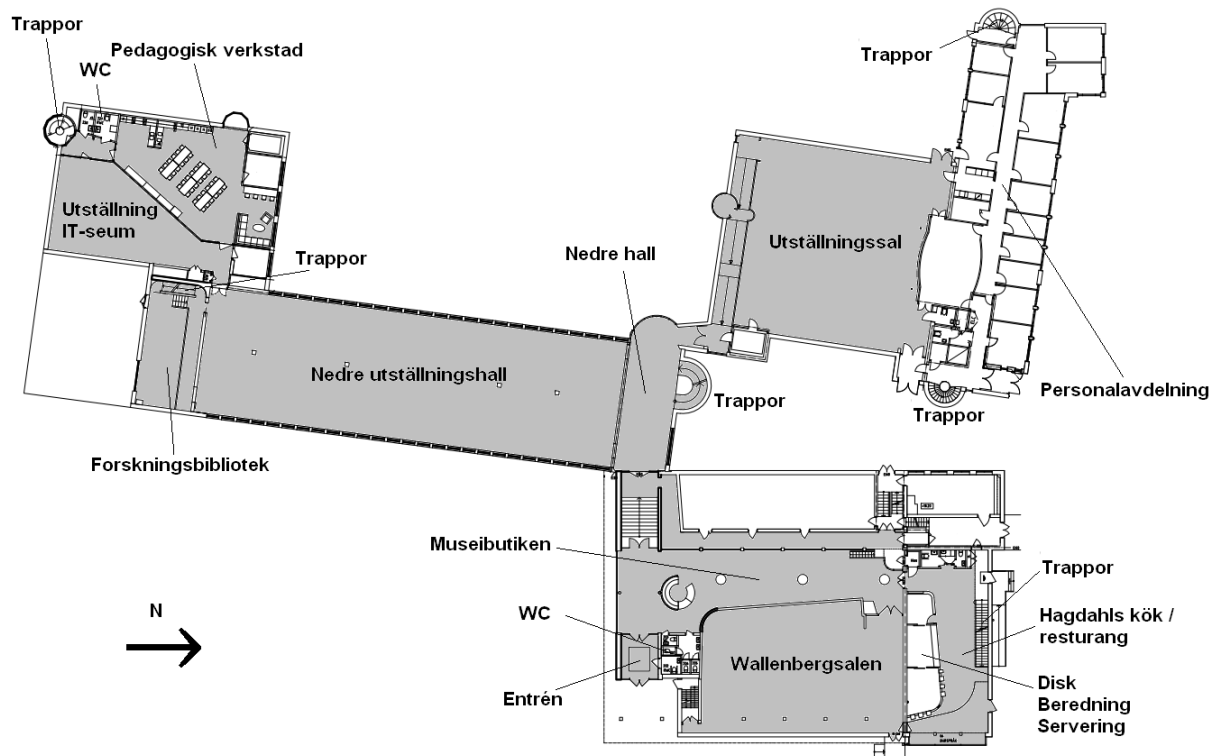 Trappor
Pedagogisk verkstad
WC
Trappor
Utställning
IT-seum
Utställningssal
Nedre hall
Trappor
Nedre utställningshall
Trappor
Trappor
Personalavdelning
Forskningsbibliotek
Museibutiken
Trappor
N
WC
Hagdahls kök /
resturang
Wallenbergsalen
Entrén
Disk
Beredning
Servering